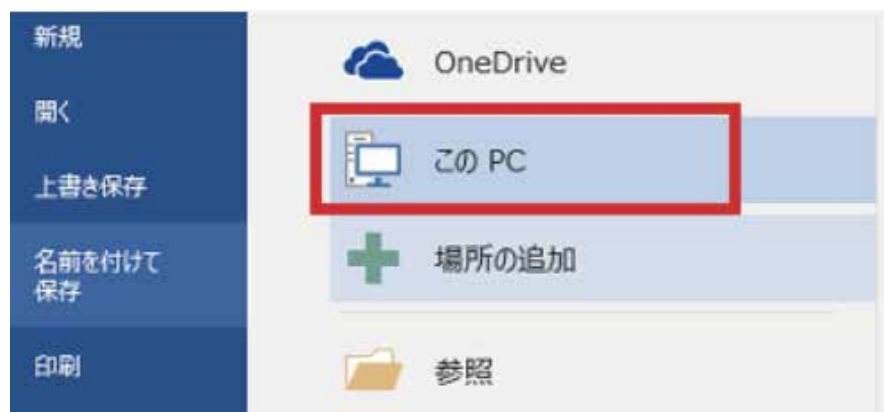 新規
開く
上書き保存
名前を付けて
保存
印刷
OneDrive
この PC
場所の追加
参照